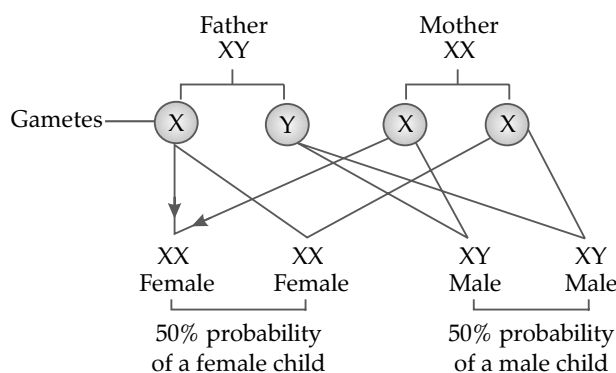 Father Mother
XY XX
Gametes X Y X X
XX XX XY XY
Female Female Male Male
50% probability 50% probability
of a female child of a male child